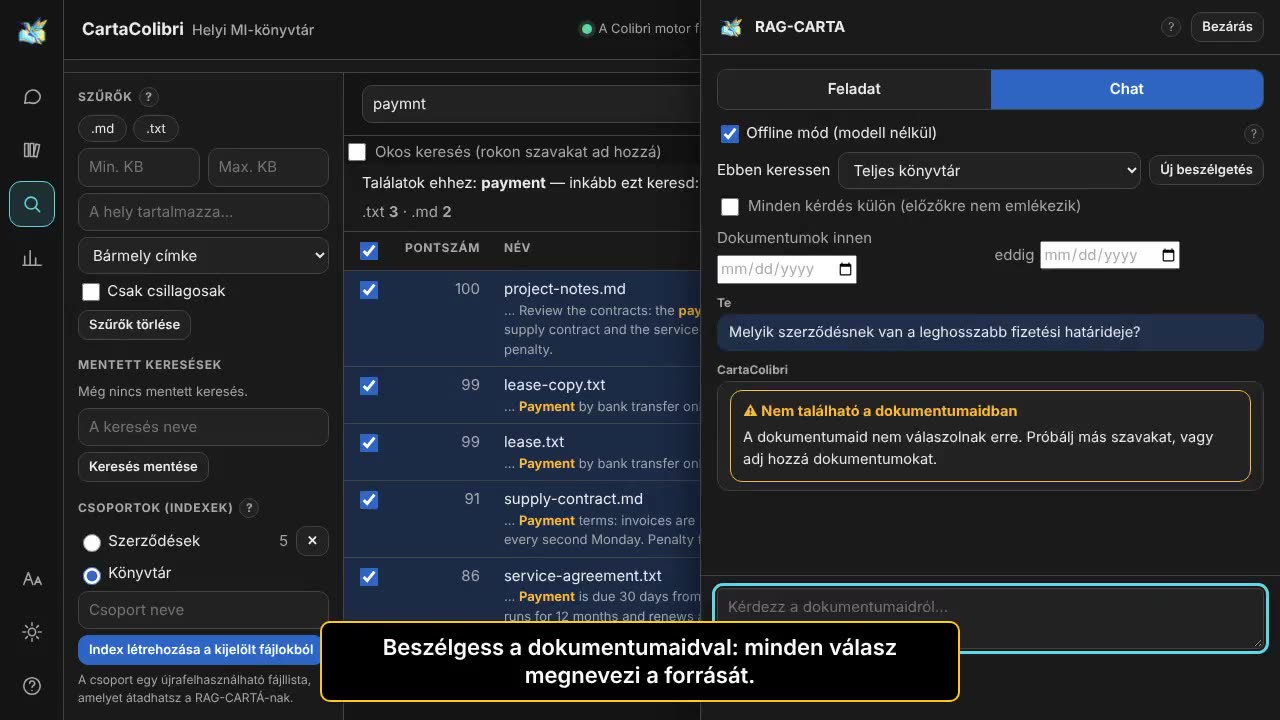 CartaColibri Helyi MI-könyvtár
A Colibrì motor f
SZŰRŐK ?
.md .txt
Min. KB Max. KB
A hely tartalmazza...
Bármely címke
Csak csillagosak
Szűrők törlése
MENTETT KERESÉSEK
Még nincs mentett keresés.
A keresés neve
Keresés mentése
CSOPORTOK (INDEXEK) ?
Szerződések 5 ×
Könyvtár
Csoport neve
Index létrehozása a kijelölt fájlokból
A csoport egy újrafelhasználható fájllista,
amelyet átadhatsz a RAG-CARTÁ-nak.
paymnt
Okos keresés (rokon szavakat ad hozzá)
Találatok ehhez: payment — inkább ezt keresd:
.txt 3 · .md 2
PONTSZÁM NÉV
100 project-notes.md
... Review the contracts: the pay
supply contract and the service
penalty.
99 lease-copy.txt
... Payment by bank transfer on
99 lease.txt
... Payment by bank transfer on
91 supply-contract.md
... Payment terms: invoices are
every second Monday. Penalty
86 service-agreement.txt
... Payment is due 30 days from
runs for 12 months and renews
RAG-CARTA ? Bezárás
Feladat Chat
Offline mód (modell nélkül) ?
Ebben keressen Teljes könyvtár Új beszélgetés
Minden kérdés külön (előzőkre nem emlékezik)
Dokumentumok innen
mm/dd/yyyy eddig mm/dd/yyyy
Te
Melyik szerződésnek van a leghosszabb fizetési határideje?
CartaColibri
⚠ Nem található a dokumentumaidban
A dokumentumaid nem válaszolnak erre. Próbálj más szavakat, vagy
adj hozzá dokumentumokat.
Kérdezz a dokumentumaidról...
Beszélgess a dokumentumaidval: minden válasz
megnevezi a forrását.